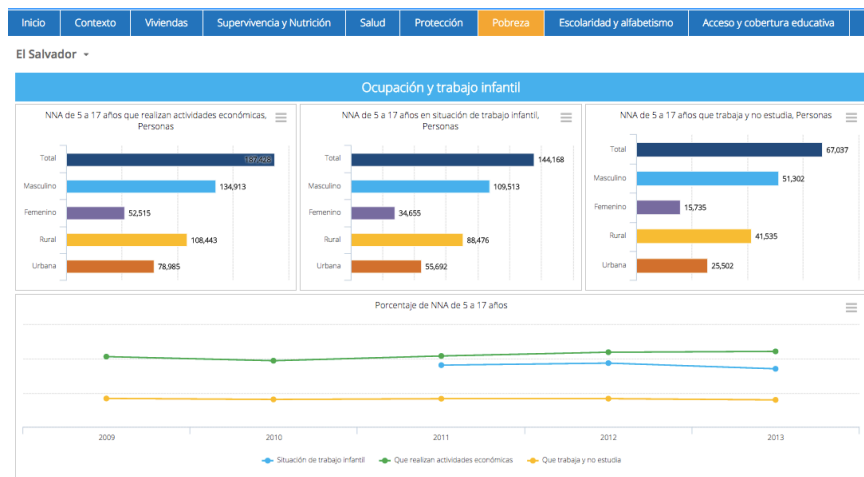 Inicio Contexto Viviendas Supervivencia y Nutrición Salud Protección Pobreza Escolaridad y alfabetismo Acceso y cobertura educativa
El Salvador
Ocupación y trabajo infantil
NNA de 5 a 17 años que realizan actividades económicas,
Personas
Total 187,428
Masculino 134,913
Femenino 52,515
Rural 108,443
Urbana 78,985
NNA de 5 a 17 años en situación de trabajo infantil,
Personas
Total 144,168
Masculino 109,513
Femenino 34,655
Rural 88,476
Urbana 55,692
NNA de 5 a 17 años que trabaja y no estudia, Personas
Total 67,037
Masculino 51,302
Femenino 15,735
Rural 41,535
Urbana 25,502
Porcentaje de NNA de 5 a 17 años
2009 2010 2011 2012 2013
Situación de trabajo infantil Que realizan actividades económicas Que trabaja y no estudia